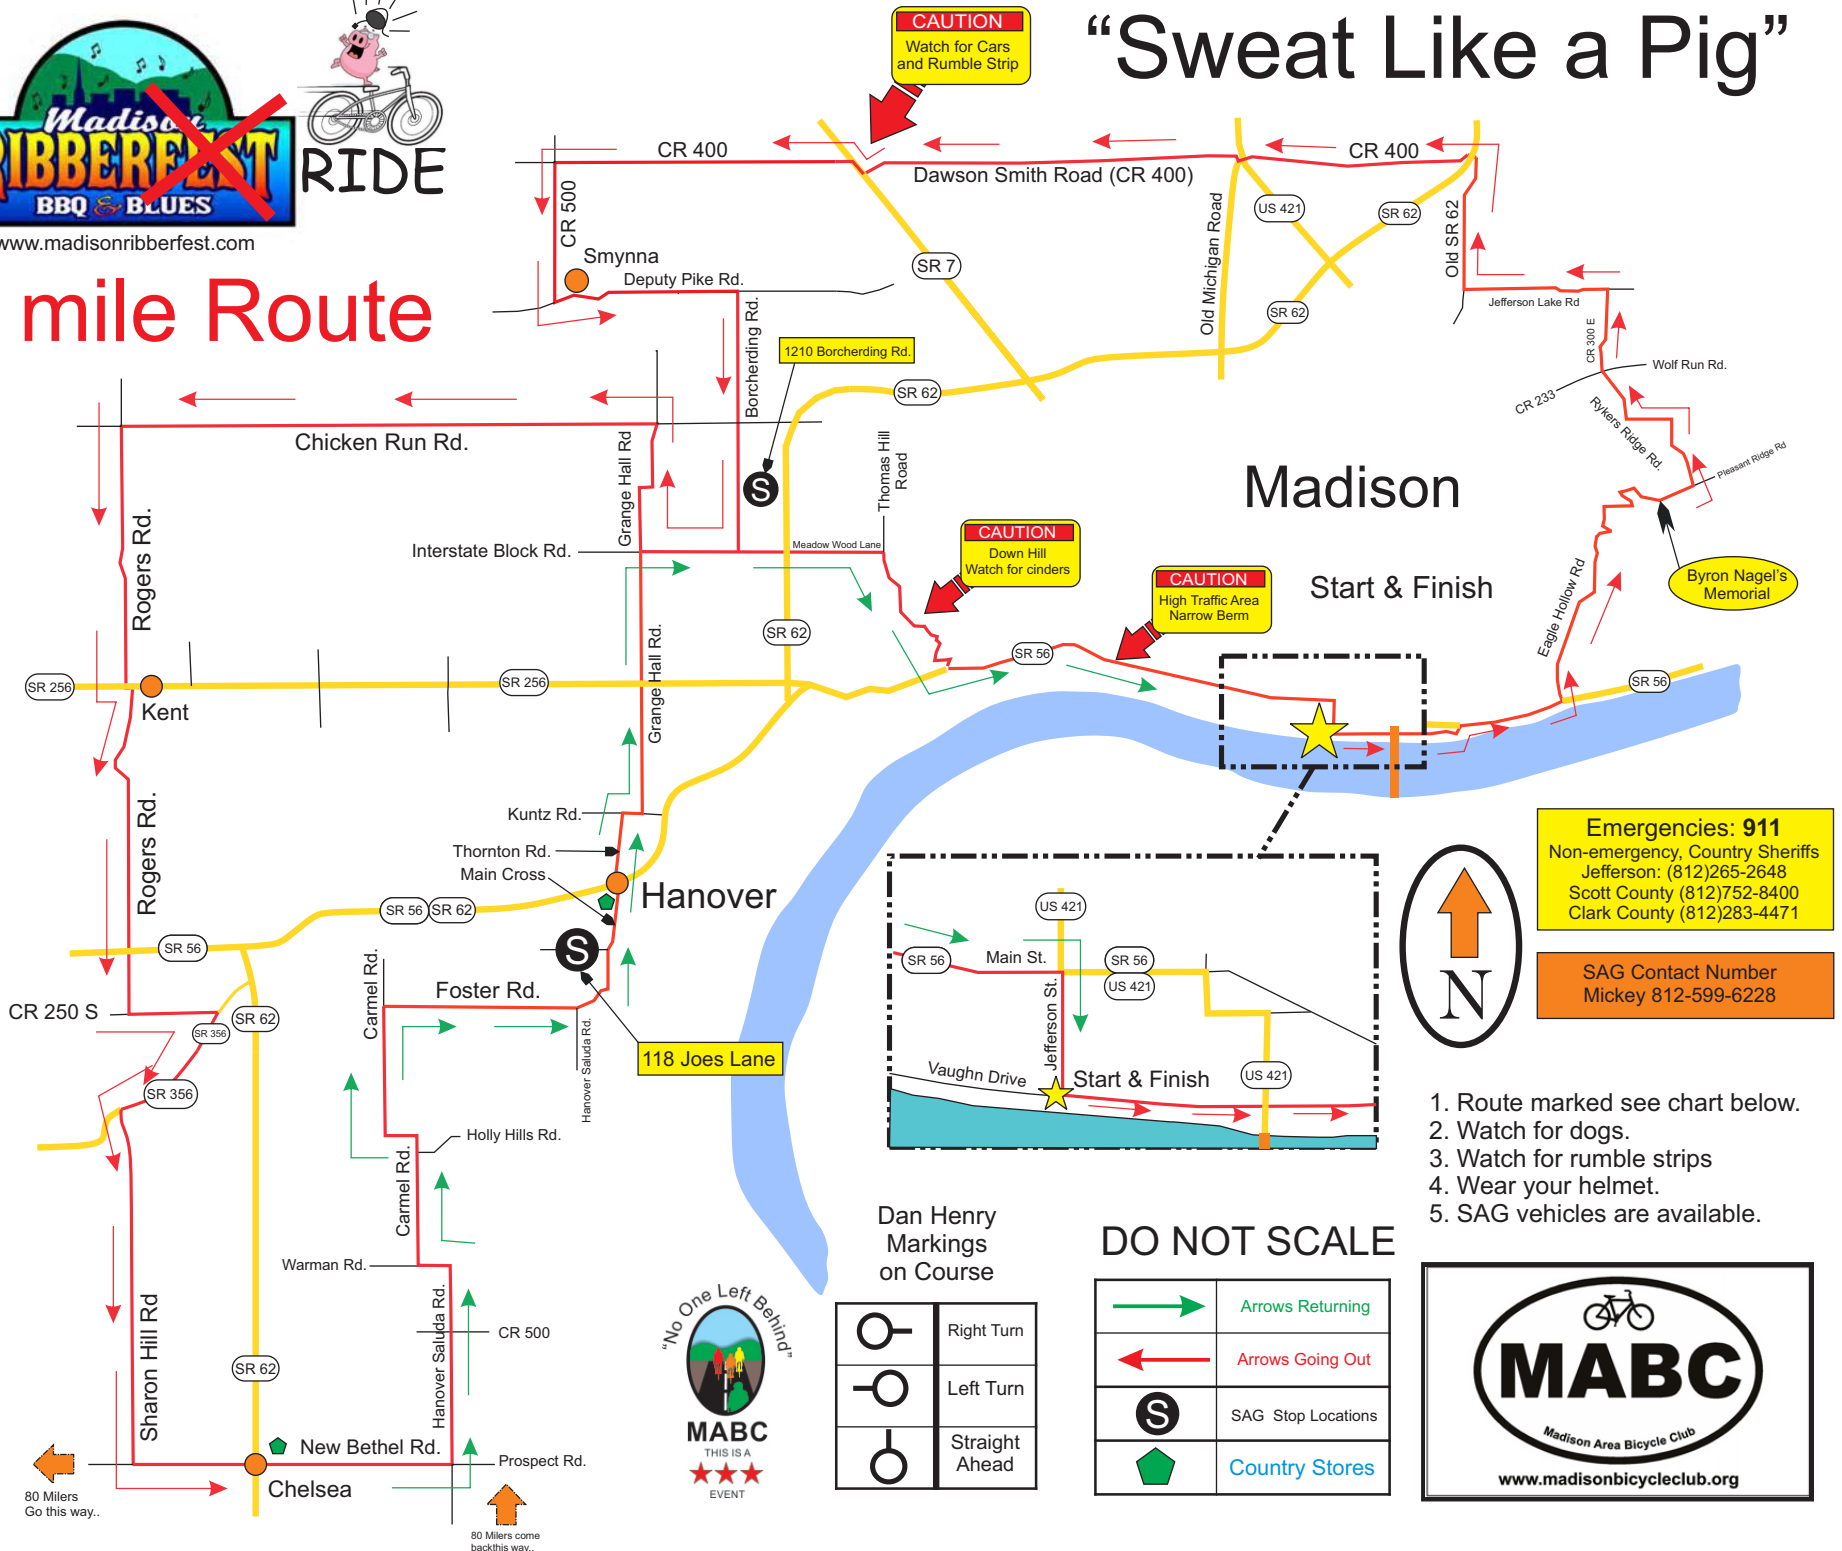 “Sweat Like a Pig”
Madison
RIBBERFEST
BBQ & BLUES
RIDE
www.madisonribberfest.com
mile Route
CAUTION
Watch for Cars
and Rumble Strip
CR 400
Dawson Smith Road (CR 400)
CR 400
CR 500
Smynna
Deputy Pike Rd.
SR 7
Old Michigan Road
US 421
SR 62
SR 62
Old SR 62
Jefferson Lake Rd
CR 300 E
Wolf Run Rd.
CR 233
Rykers Ridge Rd.
Pleasant Ridge Rd
Borcherding Rd.
1210 Borcherding Rd.
SR 62
Chicken Run Rd.
Grange Hall Rd
S
Thomas Hill
Road
Madison
Rogers Rd.
Interstate Block Rd.
Meadow Wood Lane
CAUTION
Down Hill
Watch for cinders
CAUTION
High Traffic Area
Narrow Berm
Start & Finish
Eagle Hollow Rd
Byron Nagel's
Memorial
SR 62
Grange Hall Rd.
SR 56
SR 56
SR 256
SR 256
Kent
Rogers Rd.
Kuntz Rd.
Thornton Rd.
Main Cross
Hanover
SR 56
SR 62
SR 56
S
Carmel Rd.
Foster Rd.
CR 250 S
SR 62
SR 356
SR 356
Hanover Saluda Rd.
118 Joes Lane
Holly Hills Rd.
Carmel Rd.
Warman Rd.
Hanover Saluda Rd.
CR 500
Sharon Hill Rd
SR 62
New Bethel Rd.
Chelsea
Prospect Rd.
80 Milers
Go this way..
80 Milers come
backthis way..
US 421
SR 56
Main St.
SR 56
US 421
Jefferson St.
Vaughn Drive
Start & Finish
US 421
N
Emergencies: 911
Non-emergency, Country Sheriffs
Jefferson: (812)265-2648
Scott County (812)752-8400
Clark County (812)283-4471
SAG Contact Number
Mickey 812-599-6228
1. Route marked see chart below.
2. Watch for dogs.
3. Watch for rumble strips
4. Wear your helmet.
5. SAG vehicles are available.
"No One Left Behind"
MABC
THIS IS A
EVENT
Dan Henry
Markings
on Course
Right Turn
Left Turn
Straight
Ahead
DO NOT SCALE
Arrows Returning
Arrows Going Out
S
SAG Stop Locations
Country Stores
MABC
Madison Area Bicycle Club
www.madisonbicycleclub.org